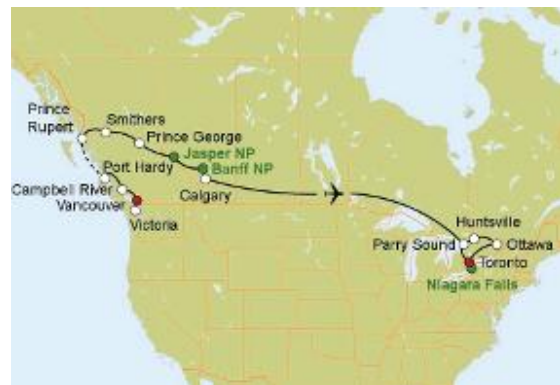 Prince
Rupert
Smithers
Prince George
Jasper NP
Port Hardy
Banff NP
Campbell River
Calgary
Vancouver
Victoria
Huntsville
Parry Sound
Ottawa
Toronto
Niagara Falls